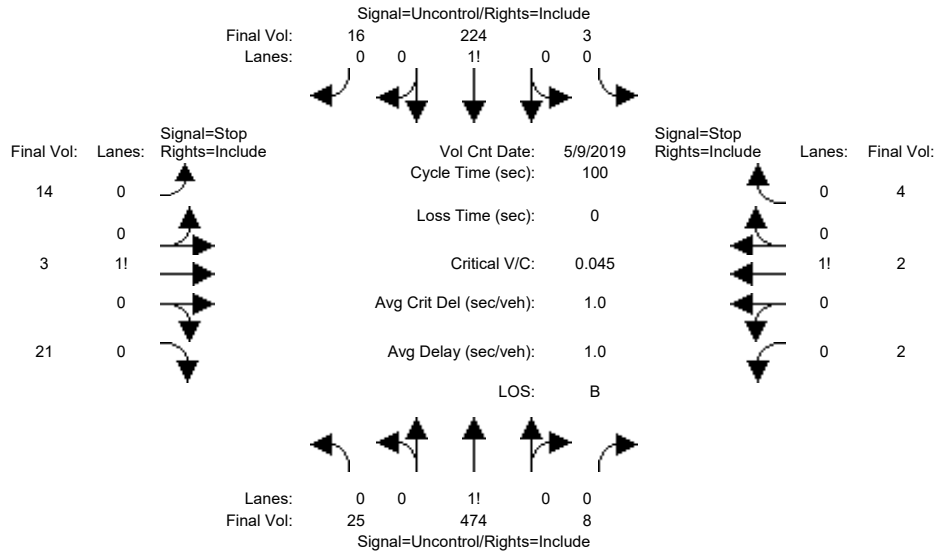 Signal=Uncontrol/Rights=Include
Final Vol: 16 224 3
Lanes: 0 0 1! 0 0
Signal=Stop
Final Vol: Lanes: Rights=Include
Vol Cnt Date: 5/9/2019
Signal=Stop
Rights=Include Lanes: Final Vol:
Cycle Time (sec): 100
14 0
0 4
Loss Time (sec): 0
0
0
3 1!
Critical V/C: 0.045
1! 2
0
Avg Crit Del (sec/veh): 1.0
0
21 0
Avg Delay (sec/veh): 1.0
0 2
LOS: B
Lanes: 0 0 1! 0 0
Final Vol: 25 474 8
Signal=Uncontrol/Rights=Include